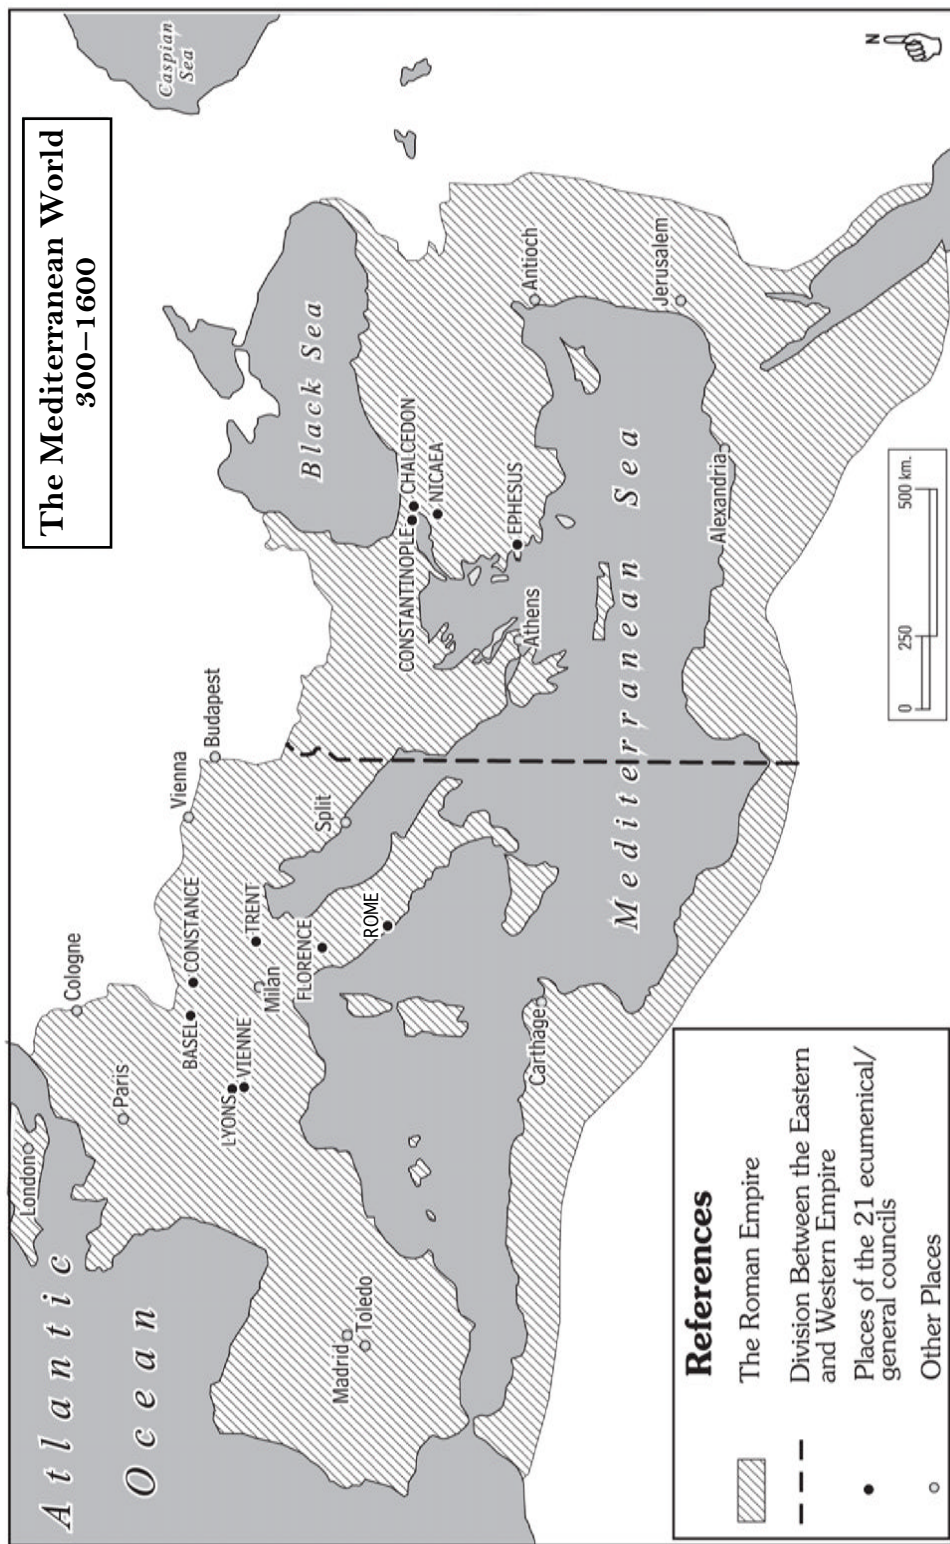 The Mediterranean World
300–1600
Caspian
Sea
N
Atlantic
Ocean
Black Sea
Mediterranean Sea
London
Paris
Cologne
Vienna
Budapest
BASEL
CONSTANCE
LYONS
VIENNE
TRENT
Milan
FLORENCE
ROME
Split
Madrid
Toledo
Carthage
CONSTANTINOPLE
CHALCEDON
NICAEA
EPHESUS
Athens
Antioch
Jerusalem
Alexandria
0 250 500 km.
References
The Roman Empire
Division Between the Eastern
and Western Empire
Places of the 21 ecumenical/
general councils
Other Places